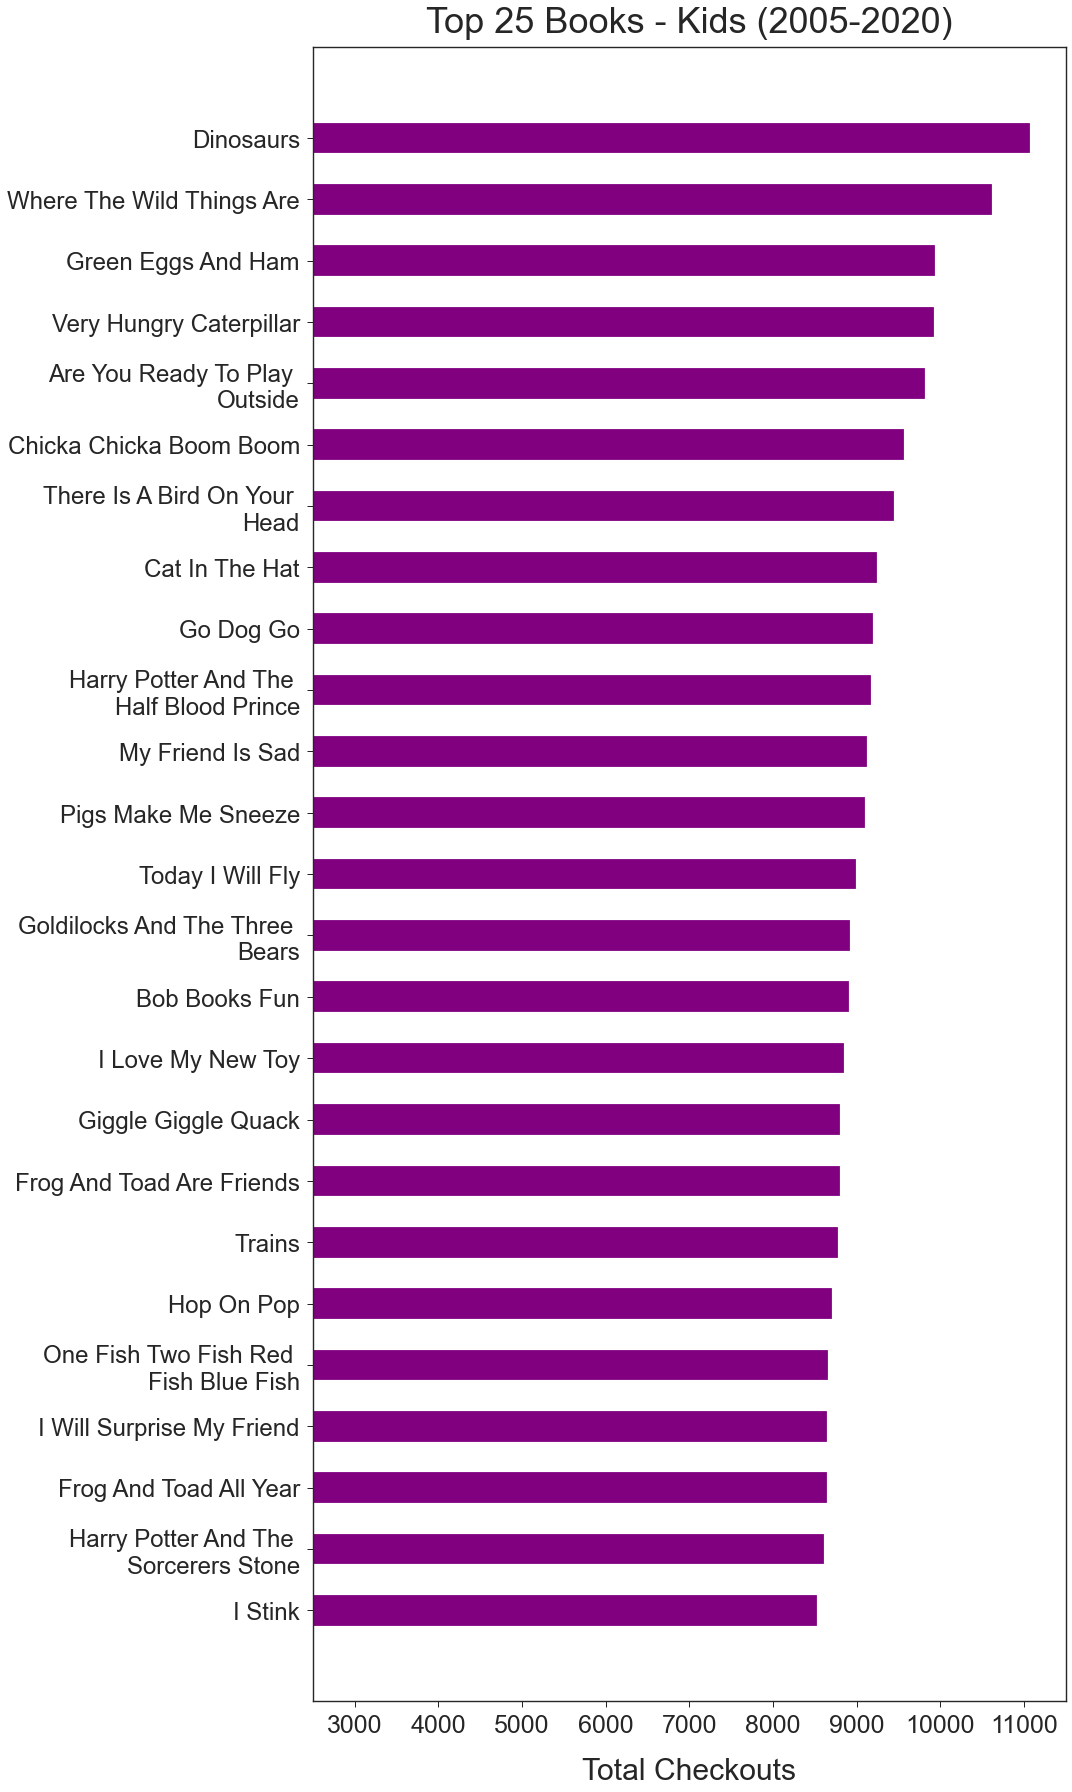 Top 25 Books - Kids (2005-2020)
Dinosaurs
Where The Wild Things Are
Green Eggs And Ham
Very Hungry Caterpillar
Are You Ready To Play
Outside
Chicka Chicka Boom Boom
There Is A Bird On Your
Head
Cat In The Hat
Go Dog Go
Harry Potter And The
Half Blood Prince
My Friend Is Sad
Pigs Make Me Sneeze
Today I Will Fly
Goldilocks And The Three
Bears
Bob Books Fun
I Love My New Toy
Giggle Giggle Quack
Frog And Toad Are Friends
Trains
Hop On Pop
One Fish Two Fish Red
Fish Blue Fish
I Will Surprise My Friend
Frog And Toad All Year
Harry Potter And The
Sorcerers Stone
I Stink
3000 4000 5000 6000 7000 8000 9000 10000 11000
Total Checkouts